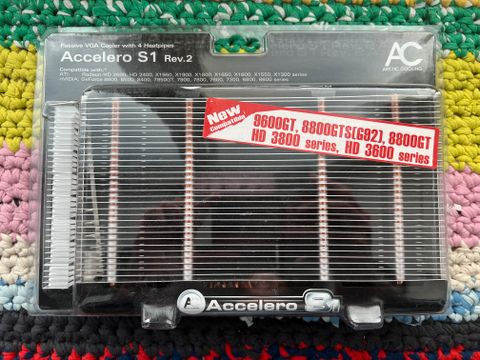 Passive VGA Cooler with 4 Heatpipes
Accelero S1 Rev.2
AC
ARCTIC COOLING
Compatible with:
New
Compatible
9600GT, 8800GTS(G92), 8800GT
HD 3800 series, HD 3600 series
Accelero S1